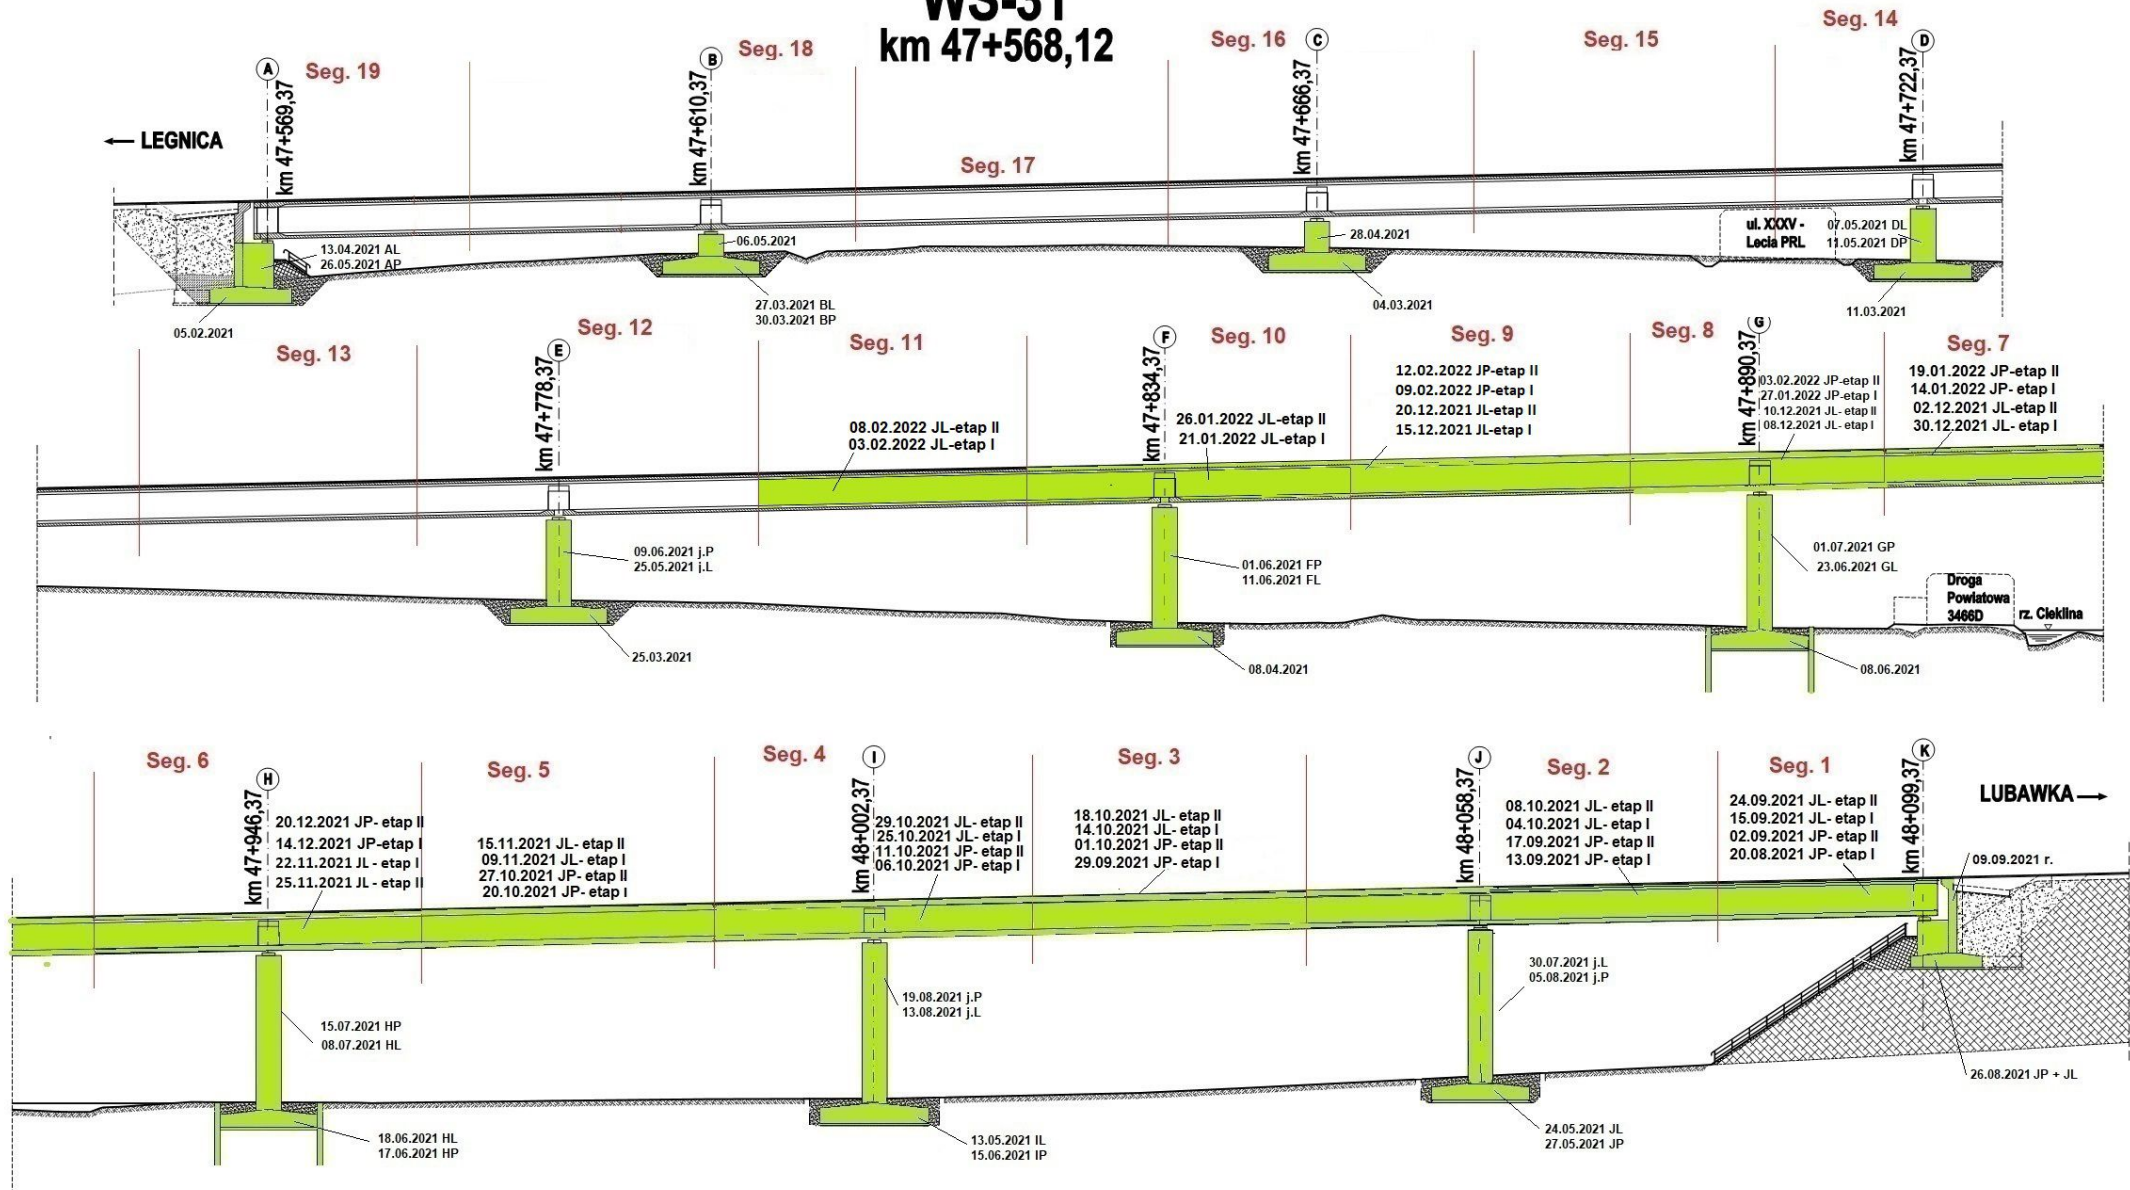 WS-31
km 47+568,12
Seg. 19
Seg. 18
Seg. 17
Seg. 16
Seg. 15
Seg. 14
A
B
C
D
km 47+569,37
km 47+610,37
km 47+666,37
km 47+722,37
← LEGNICA
13.04.2021 AL
26.05.2021 AP
05.02.2021
06.05.2021
27.03.2021 BL
30.03.2021 BP
28.04.2021
04.03.2021
ul. XXXV -
Lecia PRL
07.05.2021 DL
11.05.2021 DP
11.03.2021
Seg. 13
Seg. 12
Seg. 11
Seg. 10
Seg. 9
Seg. 8
Seg. 7
E
F
G
km 47+778,37
km 47+834,37
km 47+890,37
08.02.2022 JL-etap II
03.02.2022 JL-etap I
26.01.2022 JL-etap II
21.01.2022 JL-etap I
12.02.2022 JP-etap II
09.02.2022 JP-etap I
20.12.2021 JL-etap II
15.12.2021 JL-etap I
03.02.2022 JP-etap II
27.01.2022 JP-etap I
10.12.2021 JL- etap II
08.12.2021 JL- etap I
19.01.2022 JP-etap II
14.01.2022 JP- etap I
02.12.2021 JL-etap II
30.12.2021 JL- etap I
09.06.2021 j.P
25.05.2021 j.L
25.03.2021
01.06.2021 FP
11.06.2021 FL
08.04.2021
01.07.2021 GP
23.06.2021 GL
08.06.2021
Droga
Powiatowa
3466D
rz. Cieklina
Seg. 6
Seg. 5
Seg. 4
Seg. 3
Seg. 2
Seg. 1
H
I
J
K
km 47+946,37
km 48+002,37
km 48+058,37
km 48+099,37
LUBAWKA →
20.12.2021 JP- etap II
14.12.2021 JP-etap I
22.11.2021 JL - etap I
25.11.2021 JL - etap II
15.11.2021 JL- etap II
09.11.2021 JL- etap I
27.10.2021 JP- etap II
20.10.2021 JP- etap I
29.10.2021 JL- etap II
25.10.2021 JL- etap I
11.10.2021 JP- etap II
06.10.2021 JP- etap I
18.10.2021 JL- etap II
14.10.2021 JL- etap I
01.10.2021 JP- etap II
29.09.2021 JP- etap I
08.10.2021 JL- etap II
04.10.2021 JL- etap I
17.09.2021 JP- etap II
13.09.2021 JP- etap I
24.09.2021 JL- etap II
15.09.2021 JL- etap I
02.09.2021 JP- etap II
20.08.2021 JP- etap I
09.09.2021 r.
15.07.2021 HP
08.07.2021 HL
18.06.2021 HL
17.06.2021 HP
19.08.2021 j.P
13.08.2021 j.L
13.05.2021 IL
15.06.2021 IP
30.07.2021 j.L
05.08.2021 j.P
24.05.2021 JL
27.05.2021 JP
26.08.2021 JP + JL